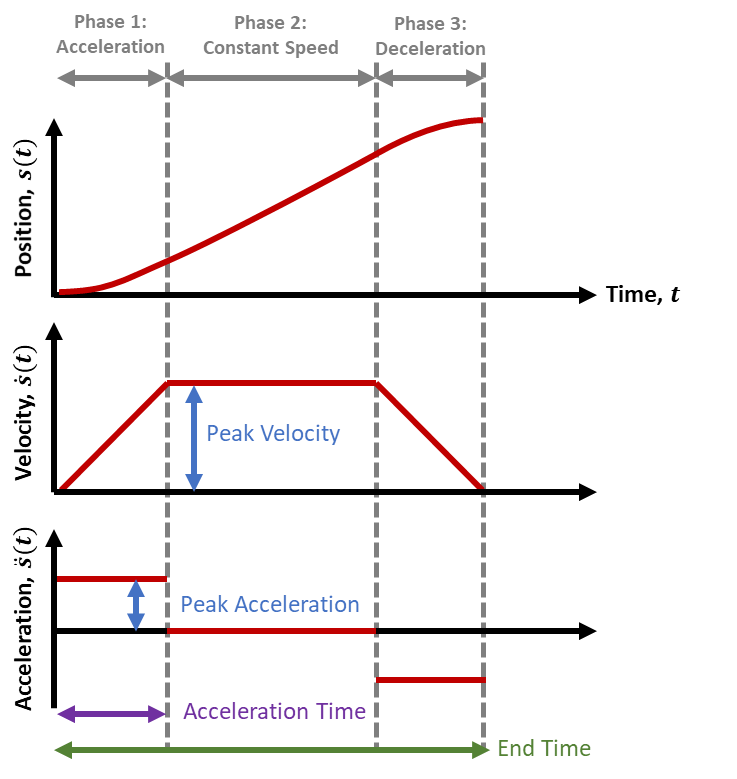 Phase 1:
Acceleration
Phase 2:
Constant Speed
Phase 3:
Deceleration
Position, s(t)
Time, t
Velocity, ṡ(t)
Peak Velocity
Acceleration, s̈(t)
Peak Acceleration
Acceleration Time
End Time